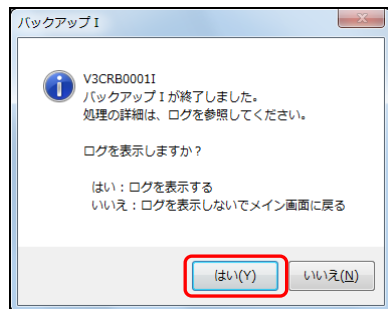 バックアップⅠ
V3CRB0001I
バックアップⅠが終了しました。
処理の詳細は、ログを参照してください。
ログを表示しますか？
はい：ログを表示する
いいえ：ログを表示しないでメイン画面に戻る
はい(Y)
いいえ(N)